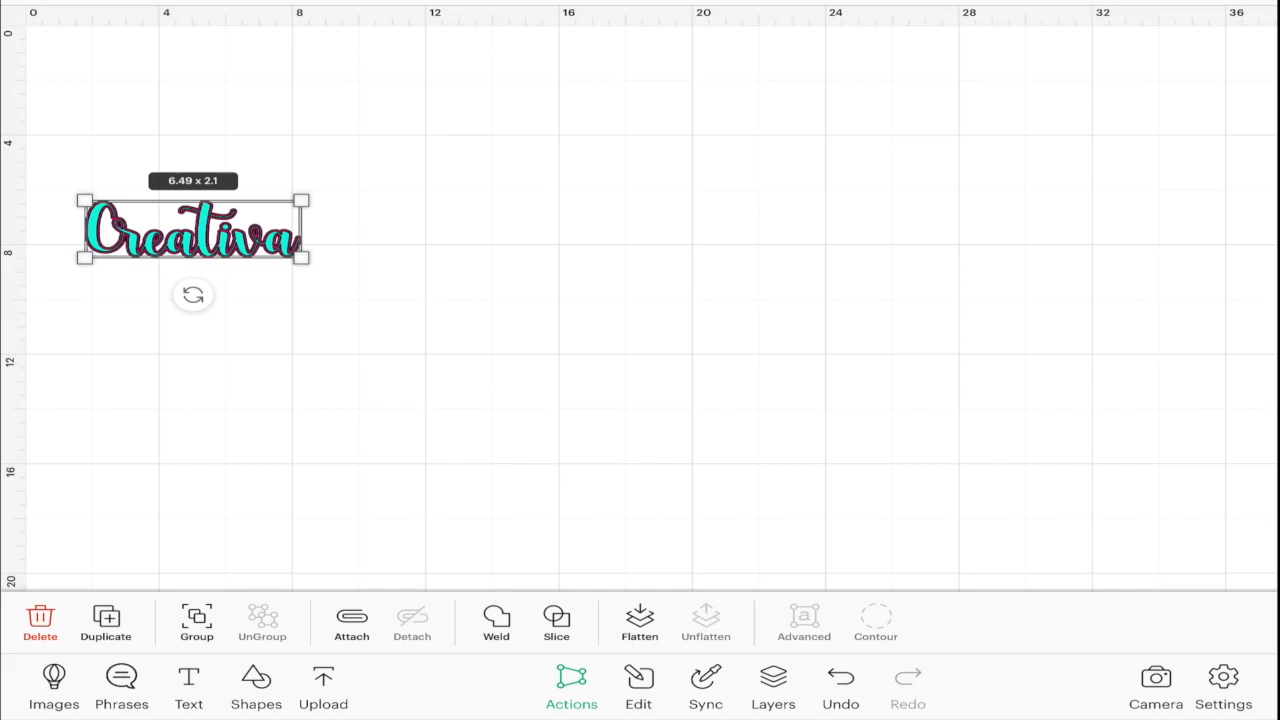 0 4 8 12 16 20 24 28 32 36
0
4
6.49 x 2.1
Creativa
8
12
16
20
Delete Duplicate Group UnGroup Attach Detach Weld Slice Flatten Unflatten Advanced Contour
Images Phrases Text Shapes Upload Actions Edit Sync Layers Undo Redo Camera Settings